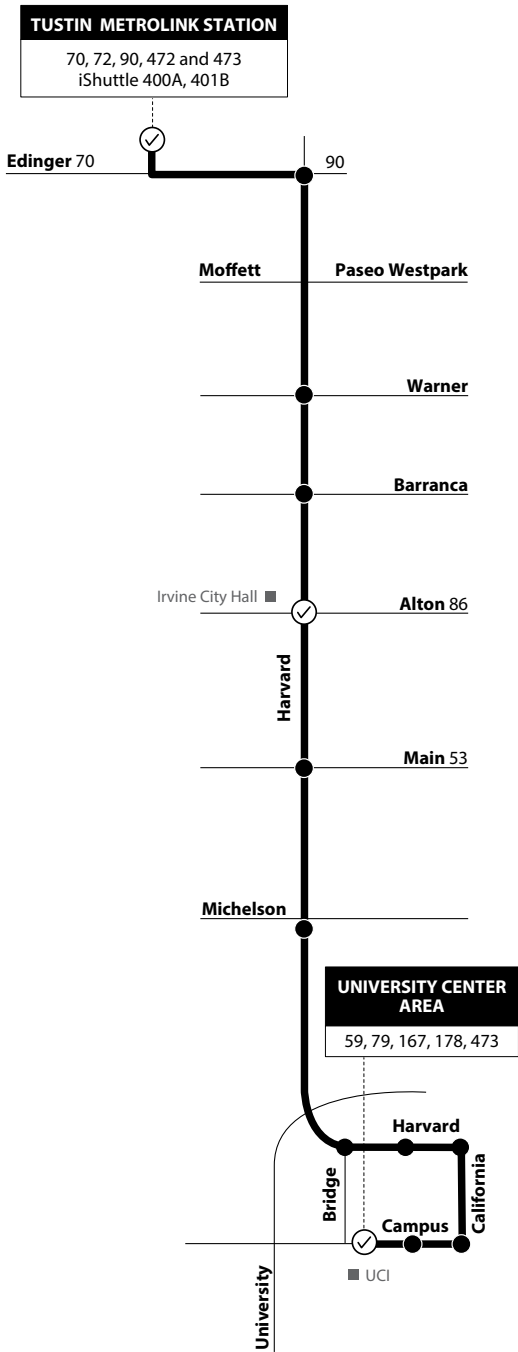 TUSTIN METROLINK STATION
70, 72, 90, 472 and 473
iShuttle 400A, 401B
Edinger 70
90
Moffett
Paseo Westpark
Warner
Barranca
Irvine City Hall
Alton 86
Harvard
Main 53
Michelson
UNIVERSITY CENTER
AREA
59, 79, 167, 178, 473
Harvard
Bridge
California
Campus
UCI
University